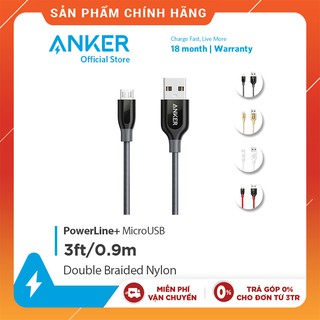 SẢN PHẨM CHÍNH HÃNG
ANKER
Official Store
Charge Fast, Live More
18 month | Warranty
ANKER
PowerLine+ MicroUSB
3ft/0.9m
Double Braided Nylon
MIỄN PHÍ
VẬN CHUYỂN
TRẢ GÓP 0%
CHO ĐƠN TỪ 3TR